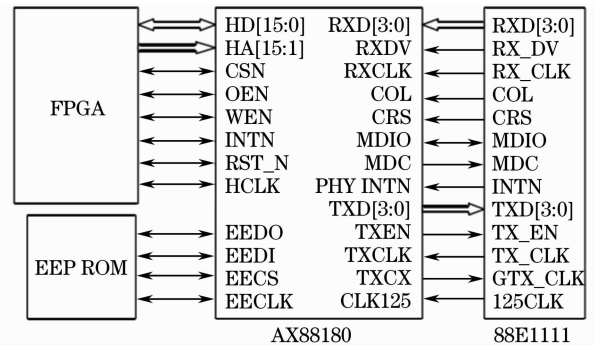 HD[15:0] RXD[3:0] RXD[3:0]
HA[15:1] RXDV RX_DV
CSN RXCLK RX_CLK
OEN COL COL
FPGA
WEN CRS CRS
INTN MDIO MDIO
RST_N MDC MDC
HCLK PHY INTN INTN
TXD[3:0] TXD[3:0]
EEDO TXEN TX_EN
EEDI TXCLK TX_CLK
EEP ROM
EECS TXCX GTX_CLK
EECLK CLK125 125CLK
AX88180 88E1111